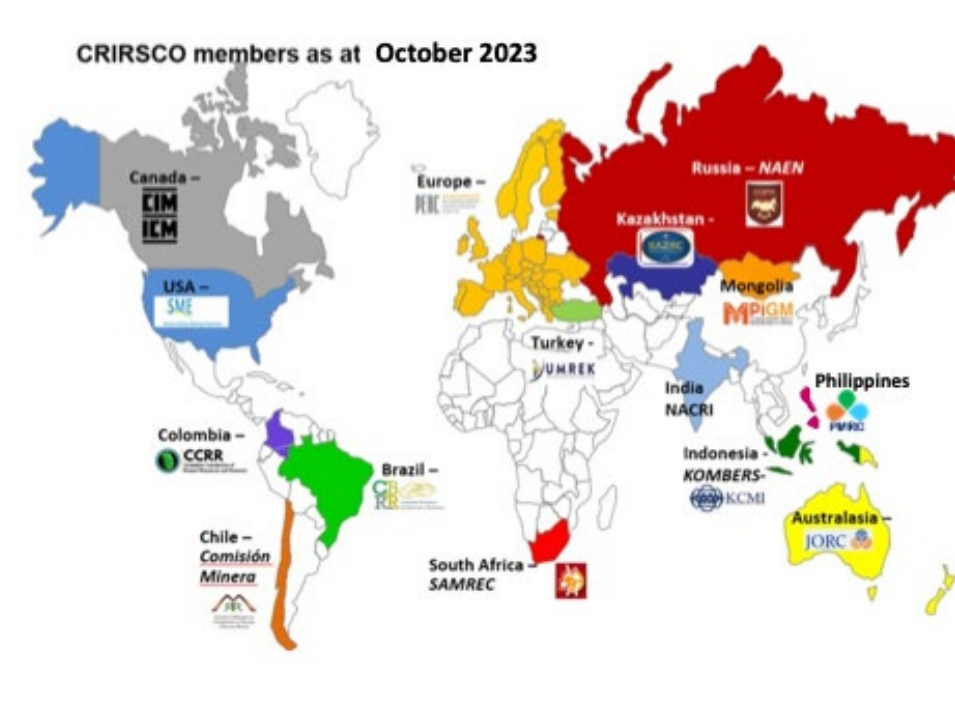 CRIRSCO members as at October 2023
Canada –
CIM
ICM
USA –
SME
Europe –
PERC
Russia – NAEN
Kazakhstan -
KAZRC
Mongolia
MPIGM
Turkey -
UMREK
India
NACRI
Philippines
PMRC
Indonesia -
KOMBERS-
KCMI
Colombia –
CCRR
Brazil –
CBRR
Chile –
Comisión
Minera
South Africa –
SAMREC
Australasia –
JORC